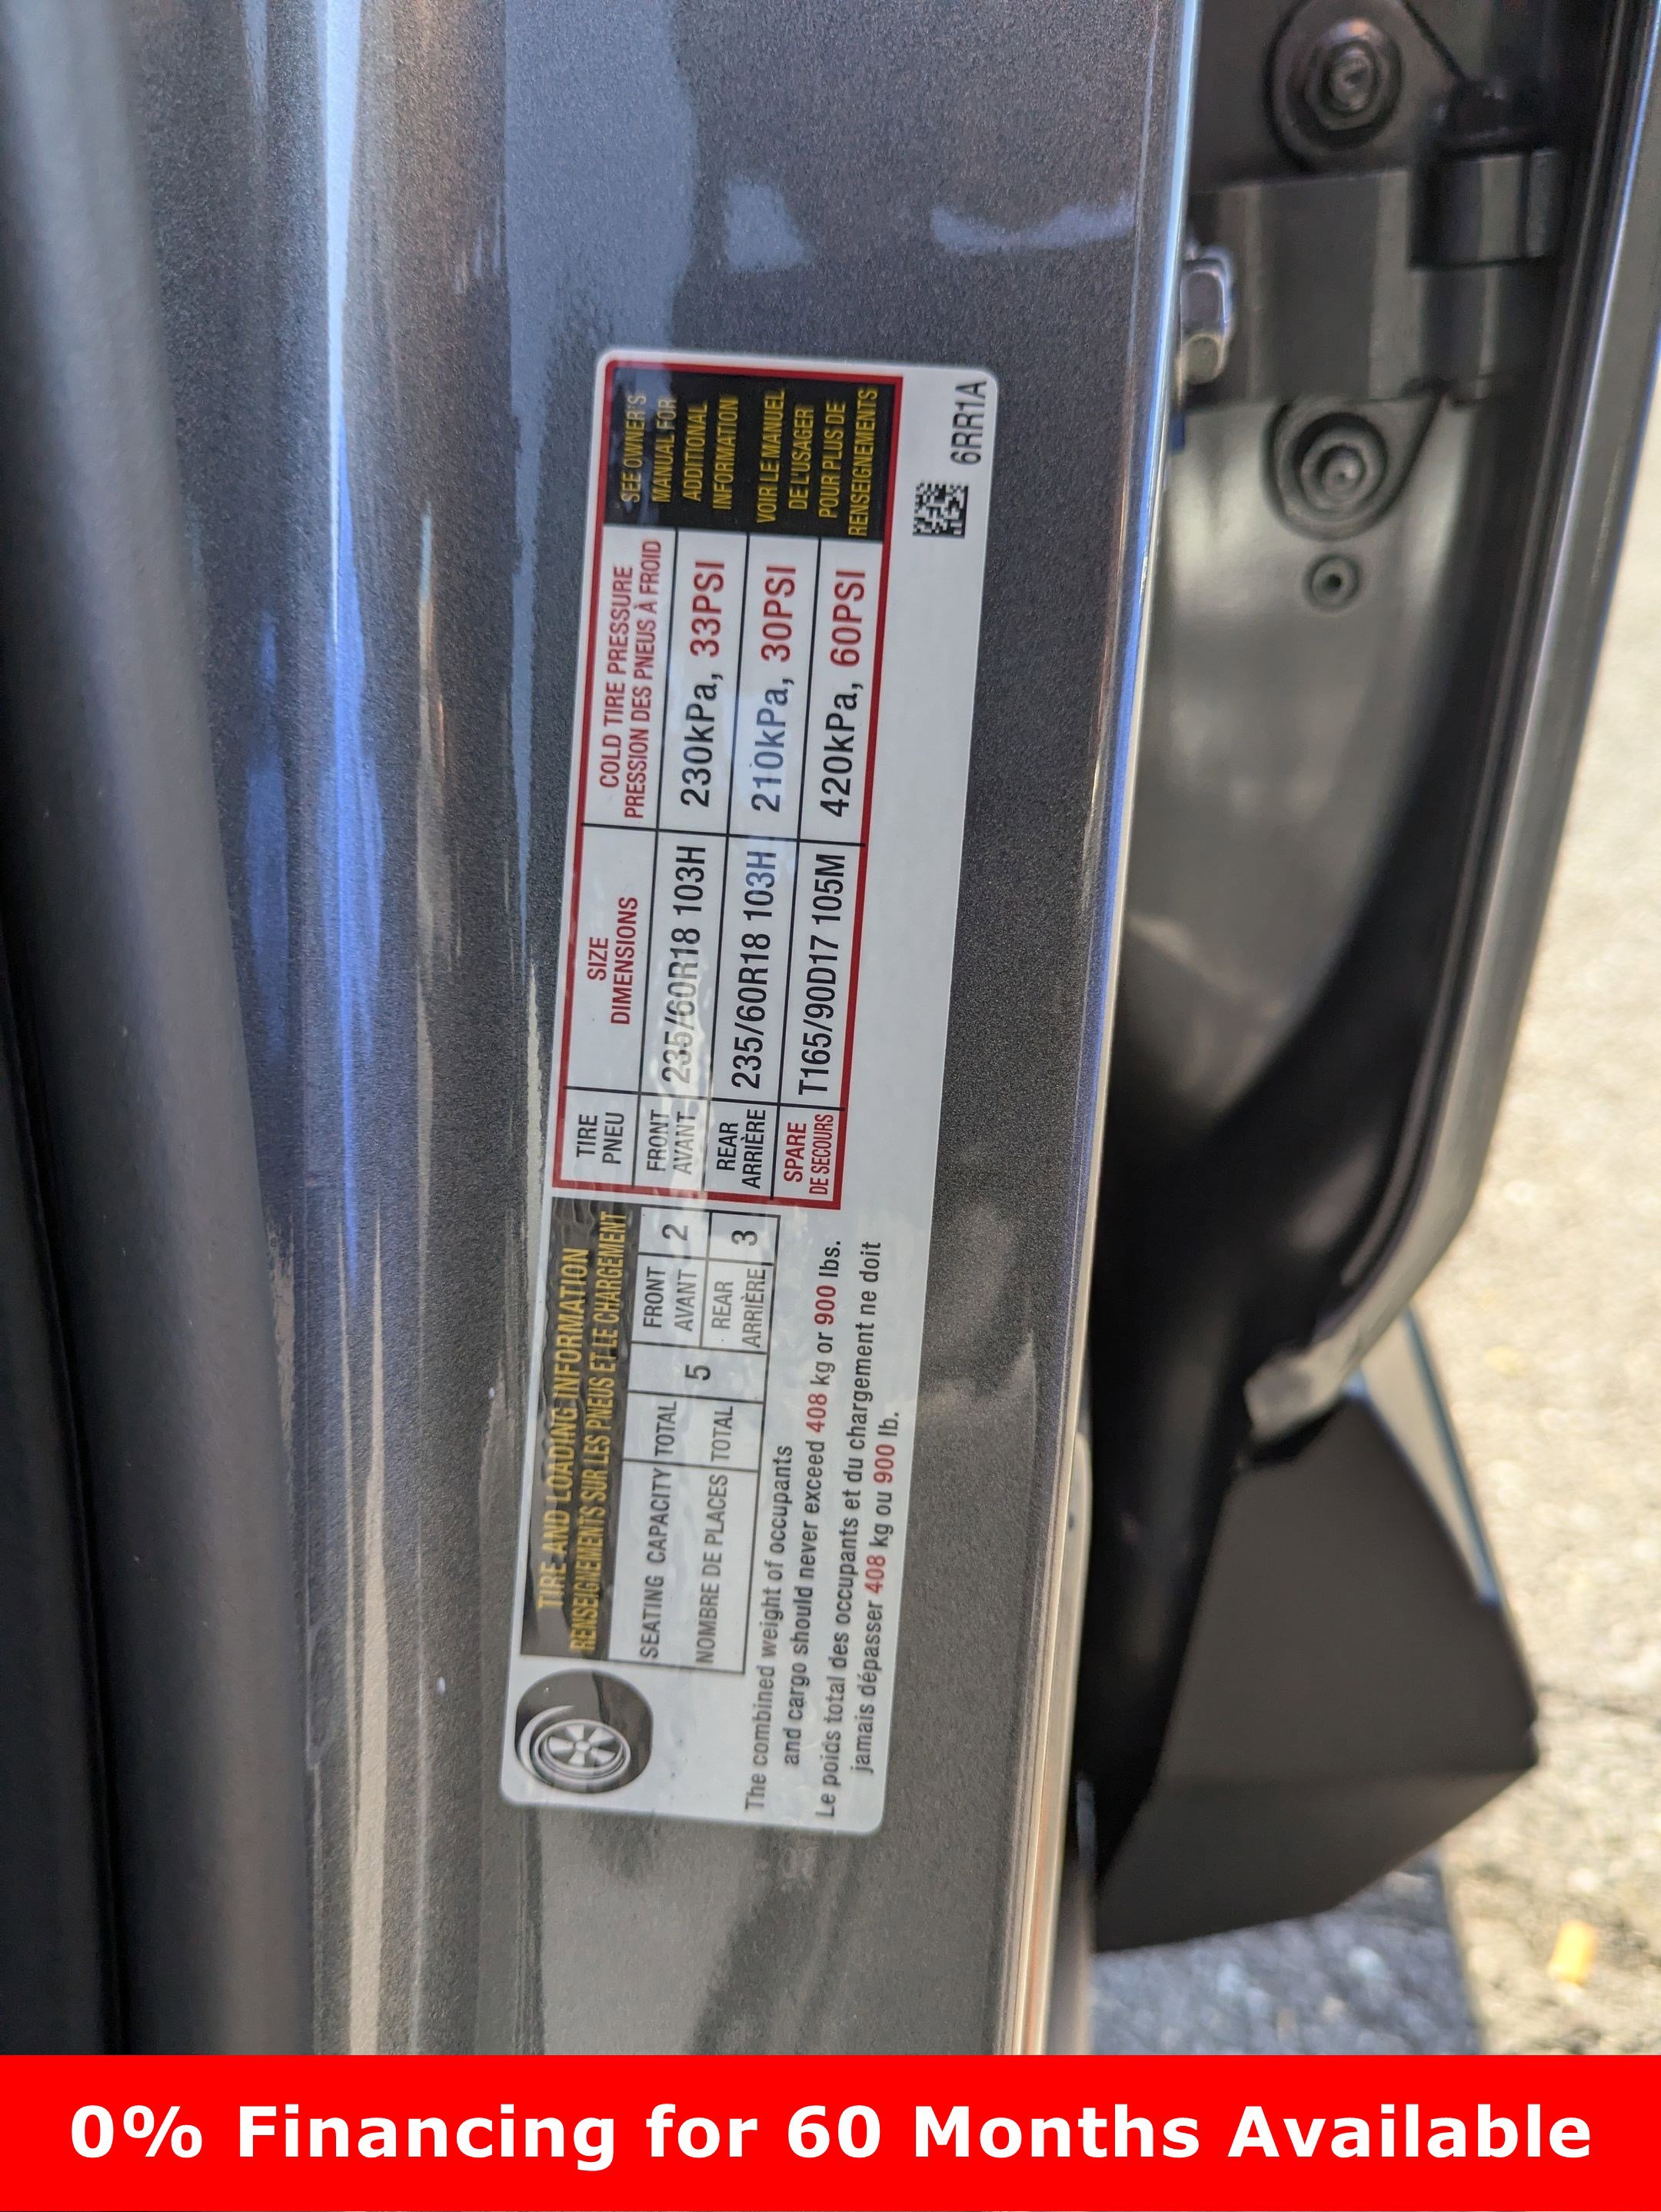 TIRE AND LOADING INFORMATION
RENSEIGNEMENTS SUR LES PNEUS ET LE CHARGEMENT
SEATING CAPACITY TOTAL 5 FRONT AVANT 2
NOMBRE DE PLACES TOTAL REAR ARRIÈRE 3
The combined weight of occupants
and cargo should never exceed 408 kg or 900 lbs.
Le poids total des occupants et du chargement ne doit
jamais dépasser 408 kg ou 900 lb.
TIRE PNEU
SIZE DIMENSIONS
COLD TIRE PRESSURE
PRESSION DES PNEUS À FROID
FRONT AVANT 235/60R18 103H 230kPa, 33PSI
REAR ARRIÈRE 235/60R18 103H 210kPa, 30PSI
SPARE DE SECOURS T165/90D17 105M 420kPa, 60PSI
SEE OWNER'S
MANUAL FOR
ADDITIONAL
INFORMATION
VOIR LE MANUEL
DE L'USAGER
POUR PLUS DE
RENSEIGNEMENTS
6RR1A
0% Financing for 60 Months Available